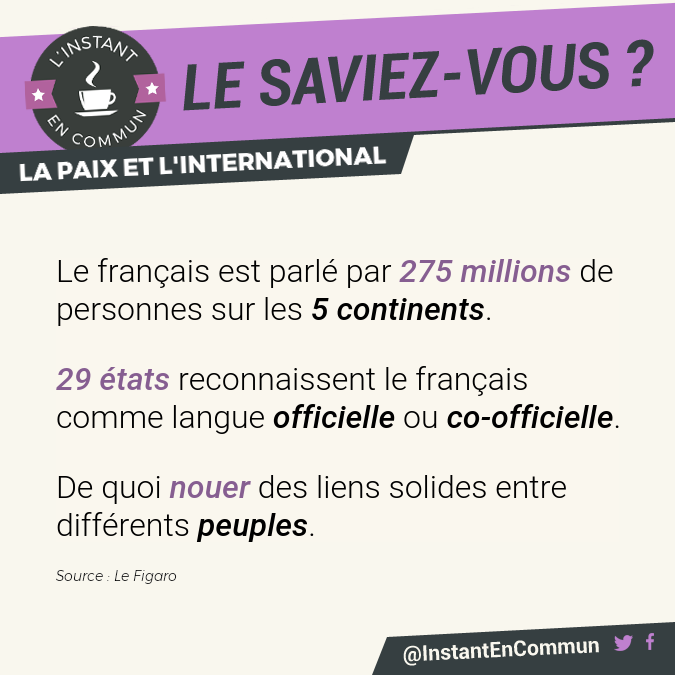 L'INSTANT
EN COMMUN
LE SAVIEZ-VOUS ?
LA PAIX ET L'INTERNATIONAL
Le français est parlé par 275 millions de
personnes sur les 5 continents.
29 états reconnaissent le français
comme langue officielle ou co-officielle.
De quoi nouer des liens solides entre
différents peuples.
Source : Le Figaro
@InstantEnCommun